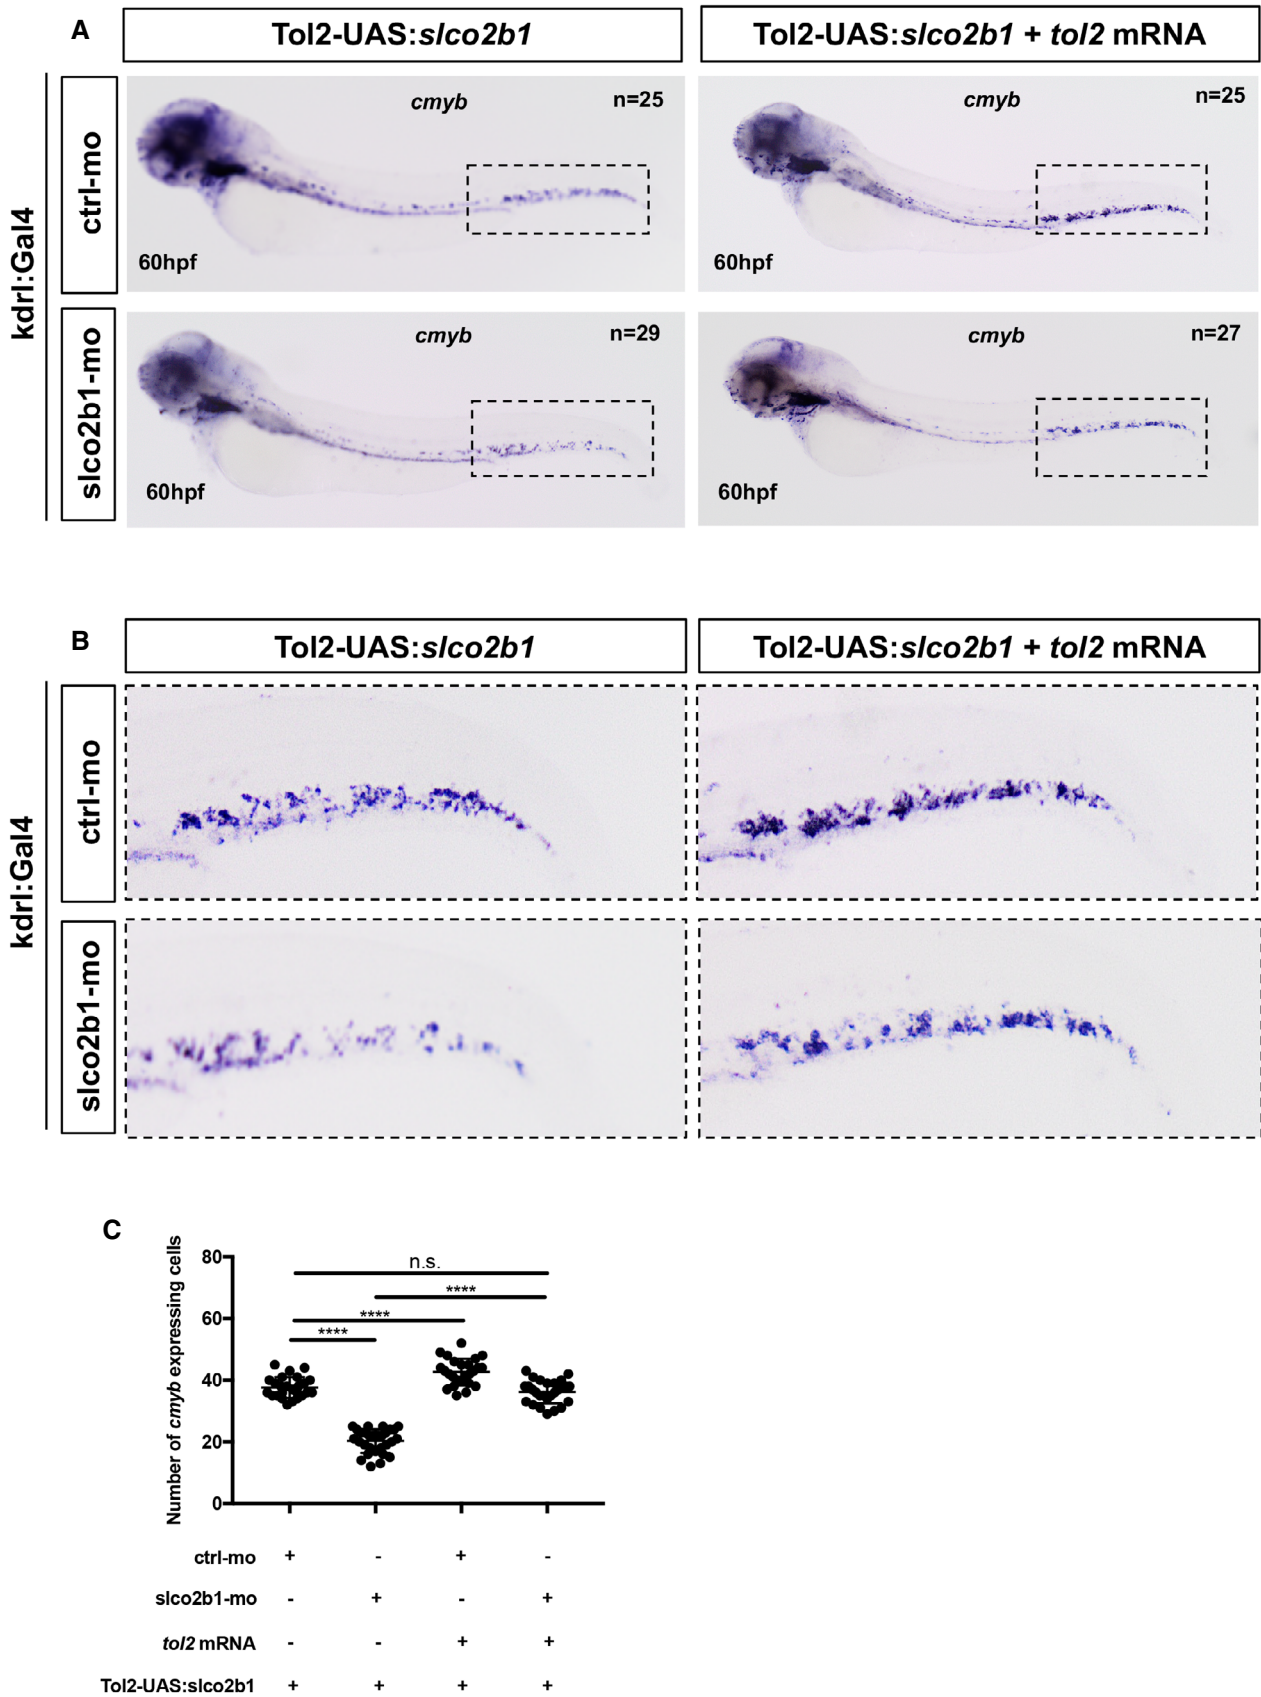 A
Tol2-UAS:slco2b1
Tol2-UAS:slco2b1 + tol2 mRNA
kdrl:Gal4
ctrl-mo
cmyb n=25
60hpf
cmyb n=25
60hpf
slco2b1-mo
cmyb n=29
60hpf
cmyb n=27
60hpf
B
Tol2-UAS:slco2b1
Tol2-UAS:slco2b1 + tol2 mRNA
kdrl:Gal4
ctrl-mo
slco2b1-mo
C
Number of cmyb expressing cells
80
60
40
20
0
n.s.
****
****
****
ctrl-mo + - + -
slco2b1-mo - + - +
tol2 mRNA - - + +
Tol2-UAS:slco2b1 + + + +